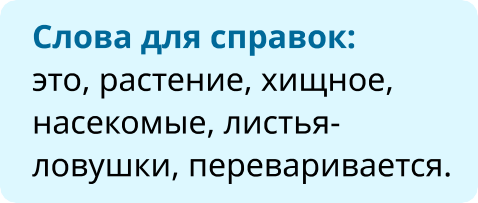 Слова для справок:
это, растение, хищное,
насекомые, листья-
ловушки, переваривается.